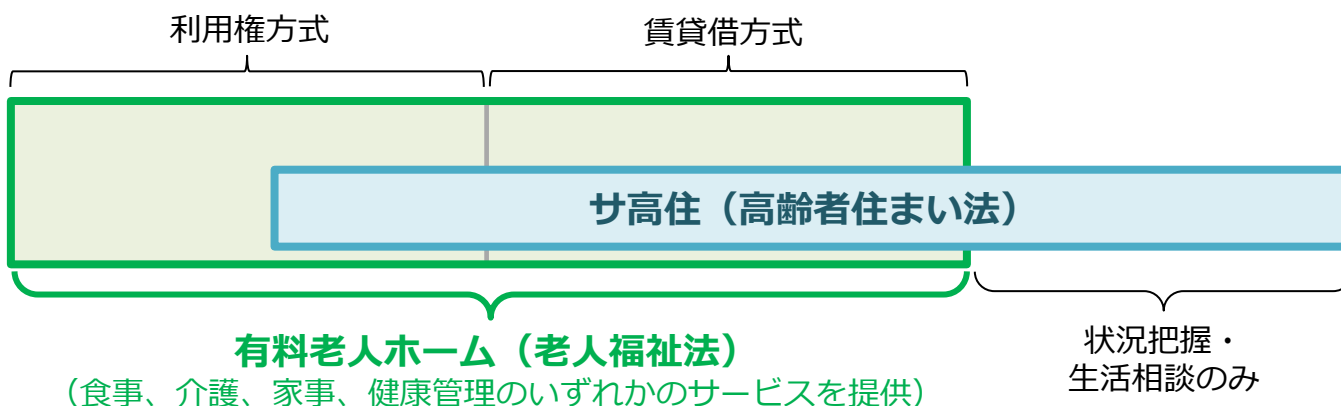 利用権方式
賃貸借方式
サ高住（高齢者住まい法）
有料老人ホーム（老人福祉法）
（食事、介護、家事、健康管理のいずれかのサービスを提供）
状況把握・
生活相談のみ